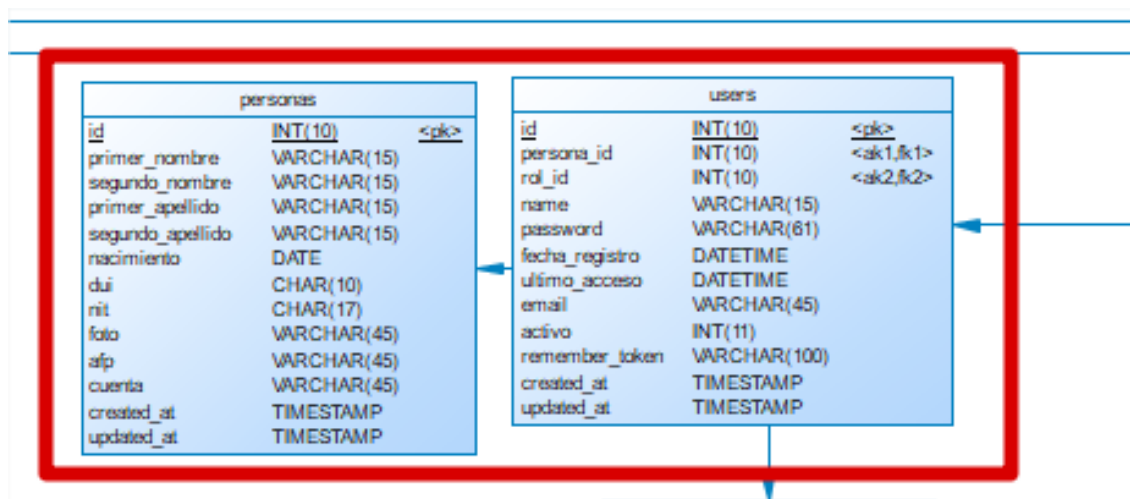 personas
id INT(10) <pk>
primer_nombre VARCHAR(15)
segundo_nombre VARCHAR(15)
primer_apellido VARCHAR(15)
segundo_apellido VARCHAR(15)
nacimiento DATE
dui CHAR(10)
nit CHAR(17)
foto VARCHAR(45)
afp VARCHAR(45)
cuenta VARCHAR(45)
created_at TIMESTAMP
updated_at TIMESTAMP
users
id INT(10) <pk>
persona_id INT(10) <ak1,fk1>
rol_id INT(10) <ak2,fk2>
name VARCHAR(15)
password VARCHAR(61)
fecha_registro DATETIME
ultimo_acceso DATETIME
email VARCHAR(45)
activo INT(11)
remember_token VARCHAR(100)
created_at TIMESTAMP
updated_at TIMESTAMP